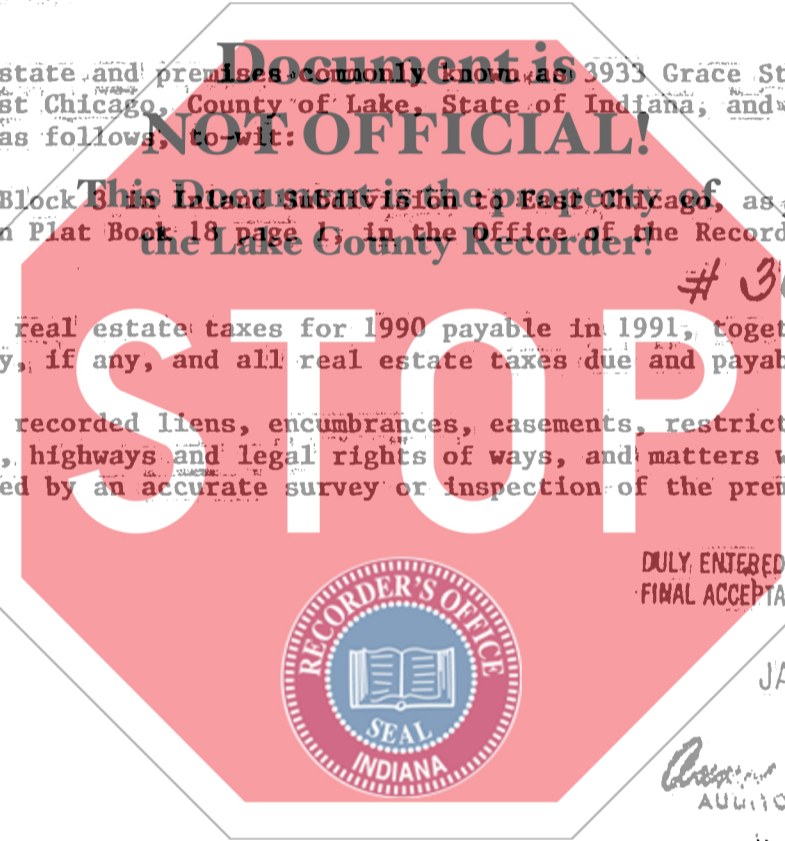 Document is
state and premises commonly known as 3933 Grace St
st Chicago, County of Lake, State of Indiana, and
NOT OFFICIAL!
as follows, to-wit:
This Document is the property of
Block 3 in Inland Subdivision to East Chicago, as
n Plat Book 18 page 1, in the Office of the Record
the Lake County Recorder!
# 3
real estate taxes for 1990 payable in 1991, toget
y, if any, and all real estate taxes due and payab
STOP
recorded liens, encumbrances, easements, restrict
, highways and legal rights of ways, and matters w
ed by an accurate survey or inspection of the prem
DULY ENTERED
FINAL ACCEPTA
RECORDER'S OFFICE
SEAL
INDIANA
JA
AUDITO